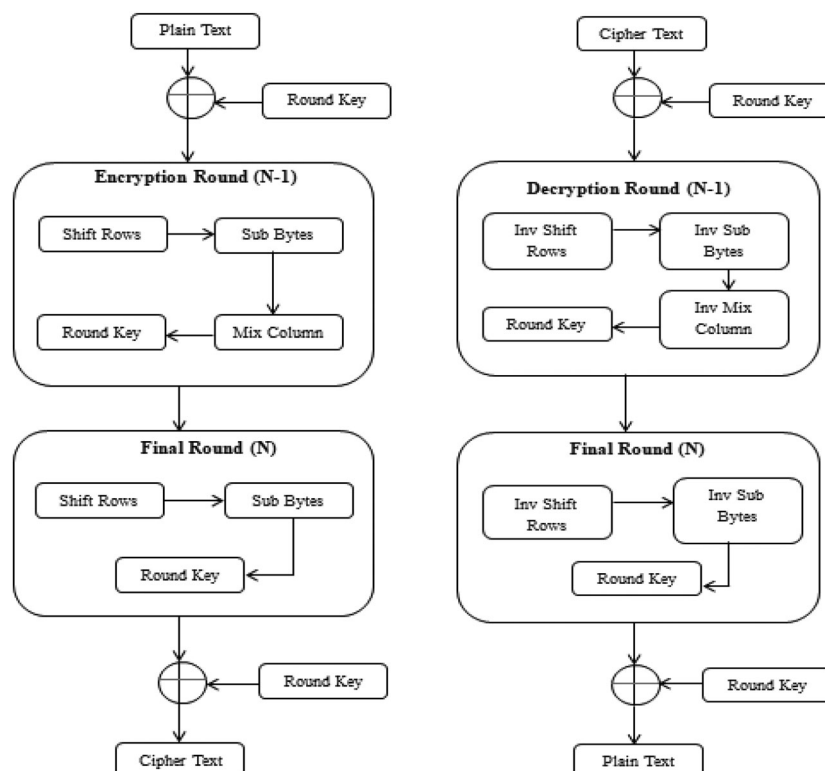 Plain Text
Round Key
Encryption Round (N-1)
Shift Rows
Sub Bytes
Round Key
Mix Column
Final Round (N)
Shift Rows
Sub Bytes
Round Key
Round Key
Cipher Text
Cipher Text
Round Key
Decryption Round (N-1)
Inv Shift
Rows
Inv Sub
Bytes
Round Key
Inv Mix
Column
Final Round (N)
Inv Shift
Rows
Inv Sub
Bytes
Round Key
Round Key
Plain Text